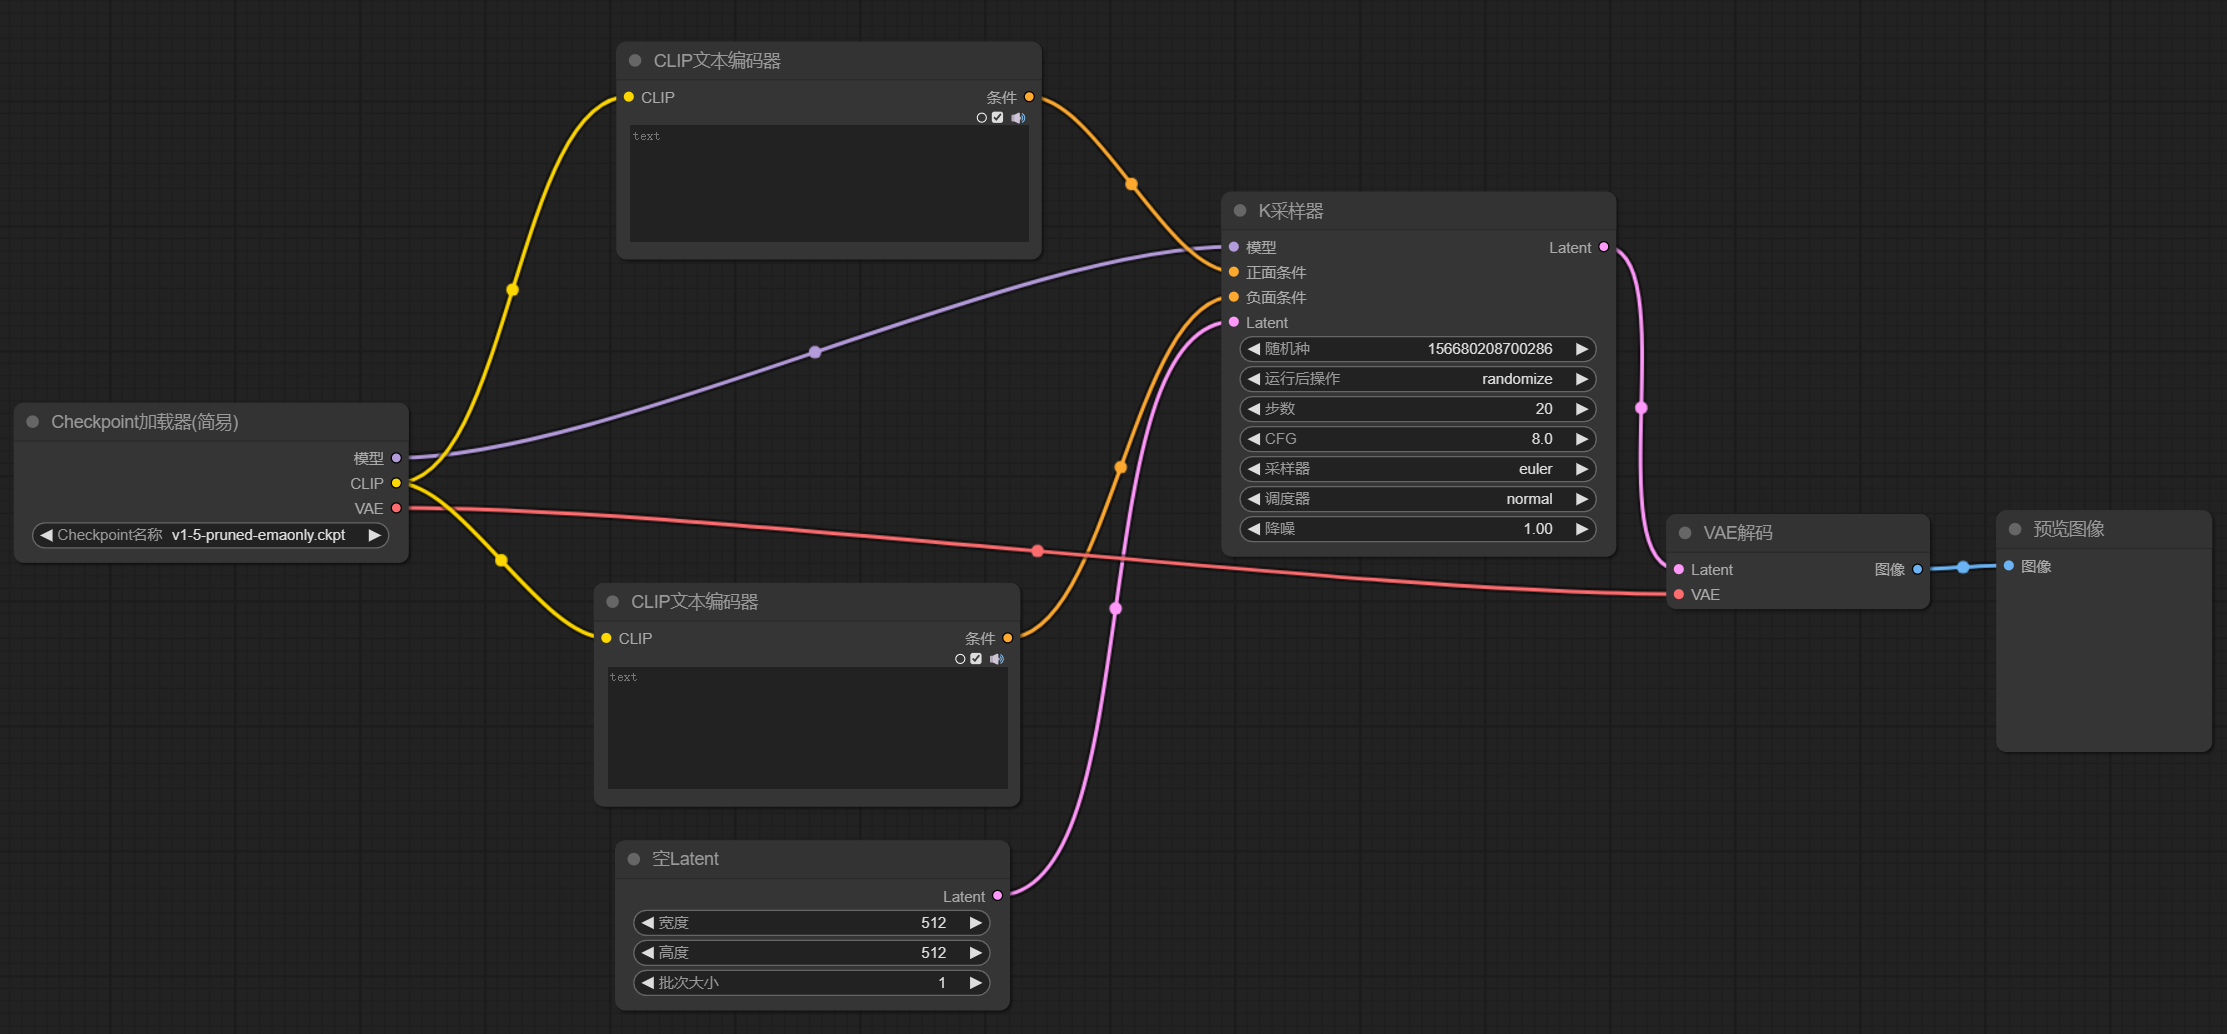 CLIP文本编码器
CLIP 条件
text
K采样器
模型 Latent
正面条件
负面条件
Latent
随机种 156680208700286
运行后操作 randomize
步数 20
CFG 8.0
采样器 euler
调度器 normal
降噪 1.00
Checkpoint加载器(简易)
模型
CLIP
VAE
Checkpoint名称 v1-5-pruned-emaonly.ckpt
VAE解码
Latent 图像
VAE
预览图像
图像
CLIP文本编码器
CLIP 条件
text
空Latent
Latent
宽度 512
高度 512
批次大小 1